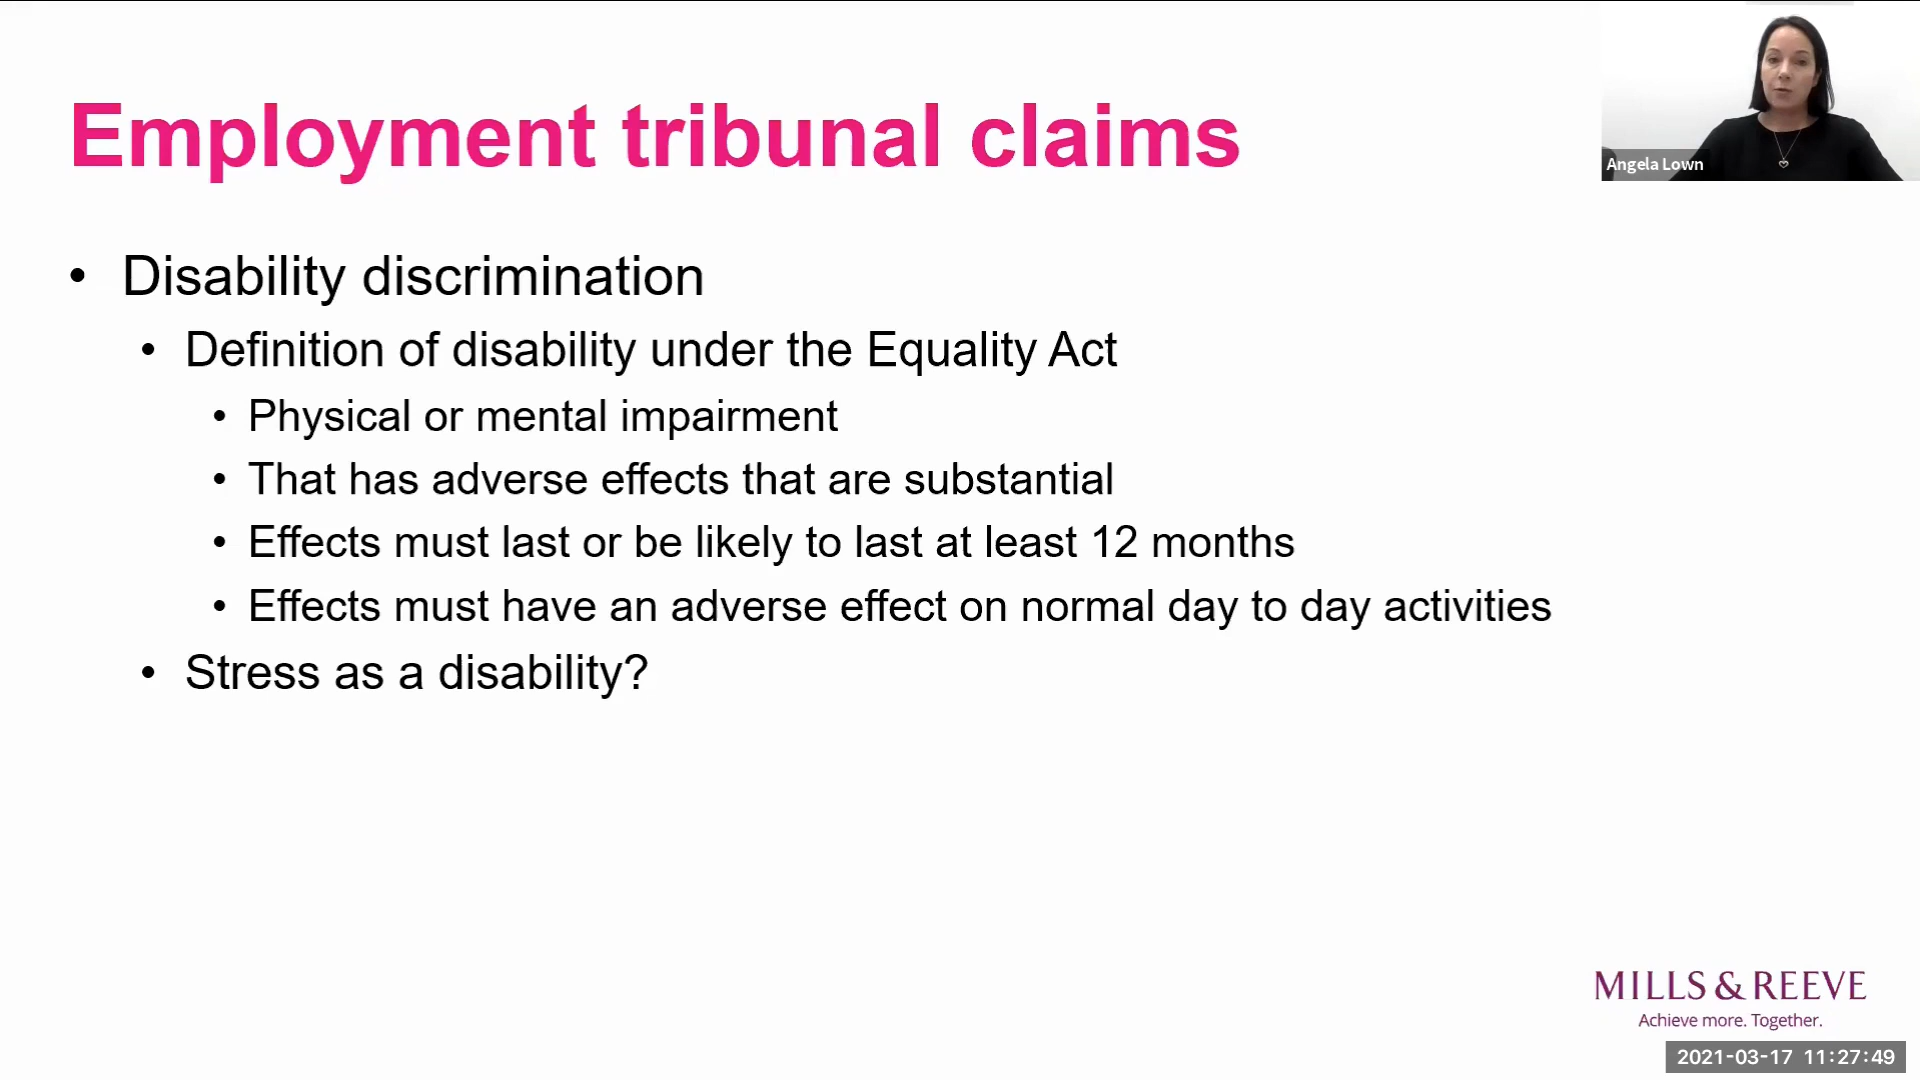 Employment tribunal claims
Angela Lown
• Disability discrimination
• Definition of disability under the Equality Act
• Physical or mental impairment
• That has adverse effects that are substantial
• Effects must last or be likely to last at least 12 months
• Effects must have an adverse effect on normal day to day activities
• Stress as a disability?
MILLS & REEVE
Achieve more. Together.
2021-03-17 11:27:49